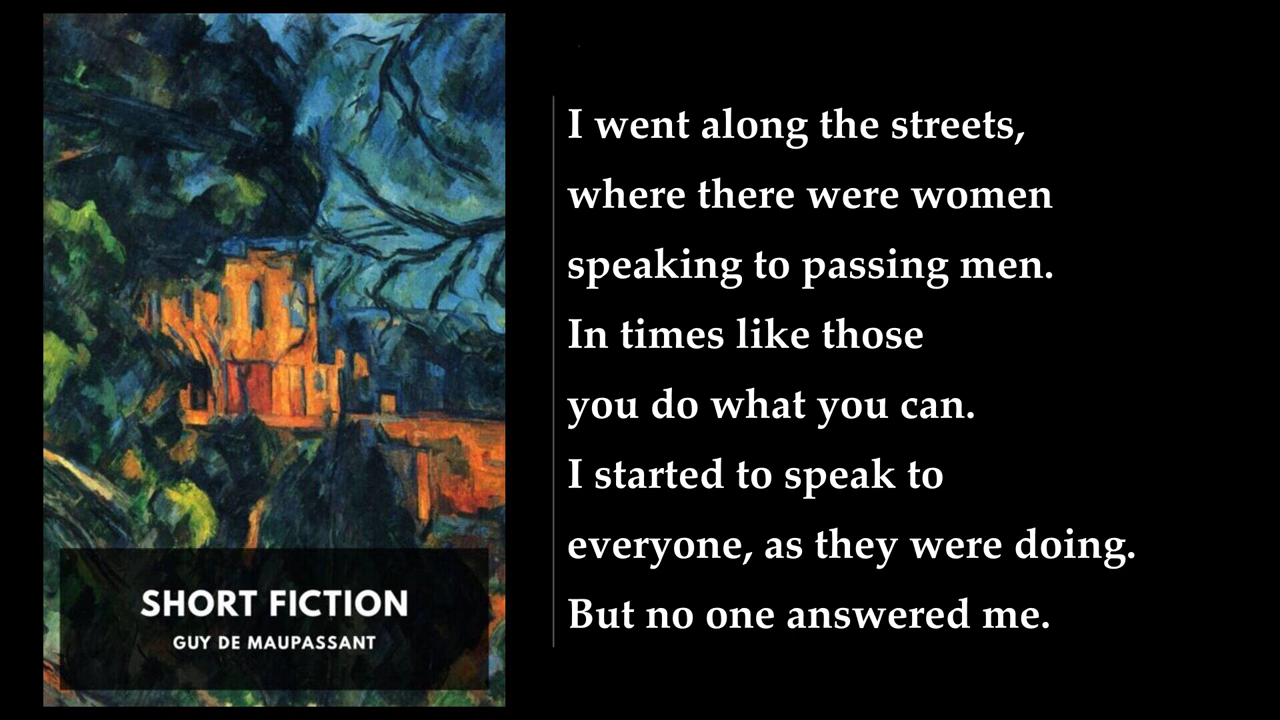 SHORT FICTION
GUY DE MAUPASSANT
I went along the streets,
where there were women
speaking to passing men.
In times like those
you do what you can.
I started to speak to
everyone, as they were doing.
But no one answered me.